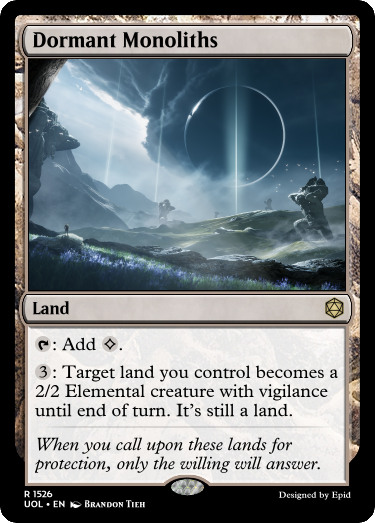 Dormant Monoliths
Land
: Add .
3: Target land you control becomes a
2/2 Elemental creature with vigilance
until end of turn. It's still a land.
When you call upon these lands for
protection, only the willing will answer.
R 1526
UOL • EN Brandon Tieh
Designed by Epid